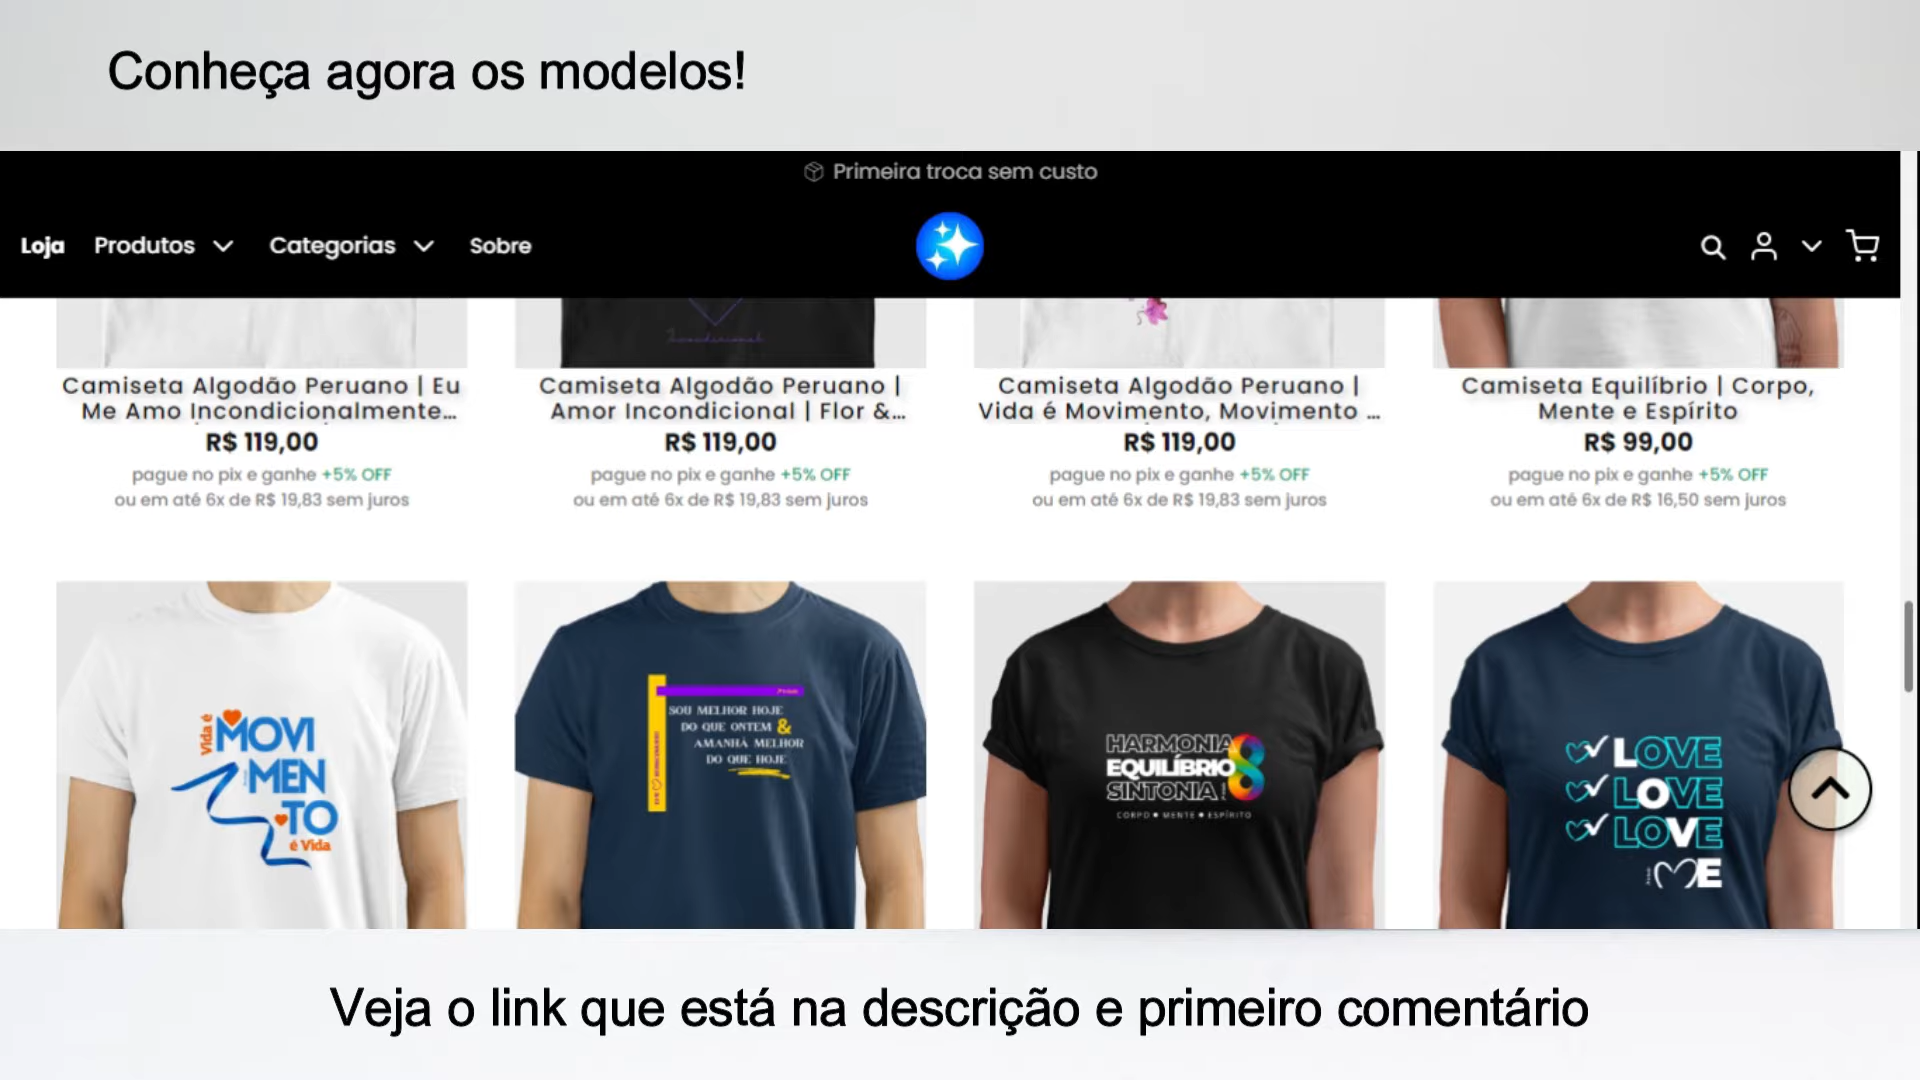 Conheça agora os modelos!
Primeira troca sem custo
Loja Produtos Categorias Sobre
Camiseta Algodão Peruano | Eu
Me Amo Incondicionalmente...
R$ 119,00
pague no pix e ganhe +5% OFF
ou em até 6x de R$ 19,83 sem juros
Incondicional
Camiseta Algodão Peruano |
Amor Incondicional | Flor &...
R$ 119,00
pague no pix e ganhe +5% OFF
ou em até 6x de R$ 19,83 sem juros
Camiseta Algodão Peruano |
Vida é Movimento, Movimento ...
R$ 119,00
pague no pix e ganhe +5% OFF
ou em até 6x de R$ 19,83 sem juros
Camiseta Equilíbrio | Corpo,
Mente e Espírito
R$ 99,00
pague no pix e ganhe +5% OFF
ou em até 6x de R$ 16,50 sem juros
Vida é
MOVI
MEN
TO
é Vida
SOU MELHOR HOJE
DO QUE ONTEM &
AMANHÃ MELHOR
DO QUE HOJE
HARMONIA
EQUILÍBRIO
SINTONIA
CORPO • MENTE • ESPÍRITO
LOVE
LOVE
LOVE
ME
Veja o link que está na descrição e primeiro comentário